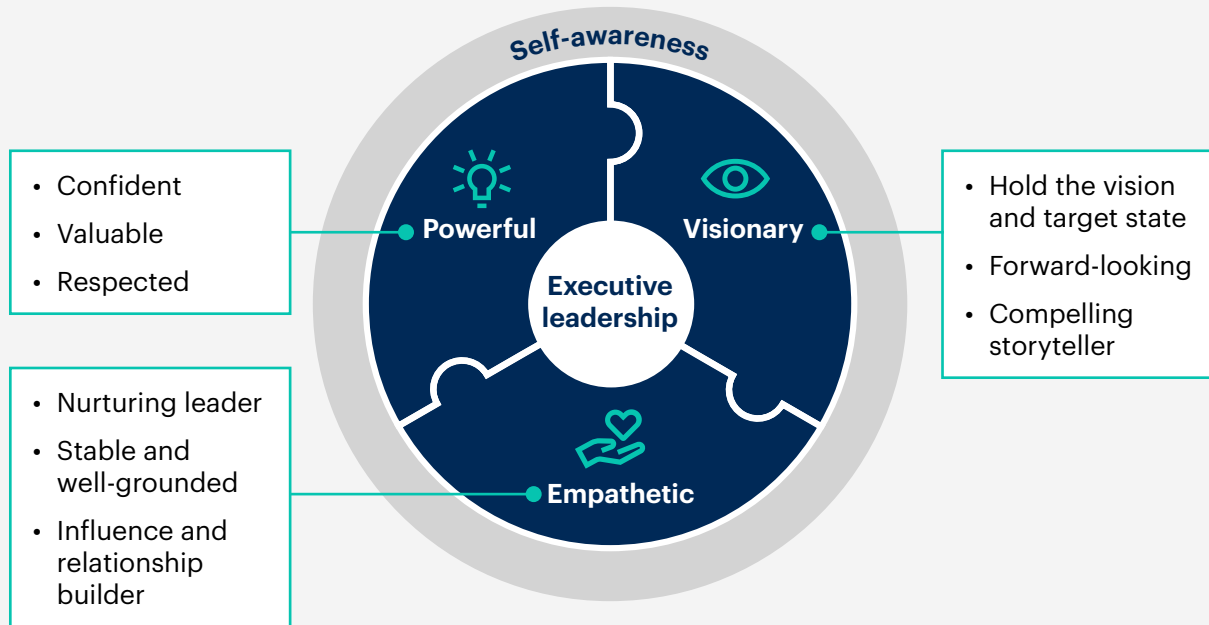 Self-awareness
• Confident
• Valuable
• Respected
Powerful
Visionary
• Hold the vision
and target state
• Forward-looking
• Compelling
storyteller
Executive
leadership
• Nurturing leader
• Stable and
well-grounded
• Influence and
relationship
builder
Empathetic